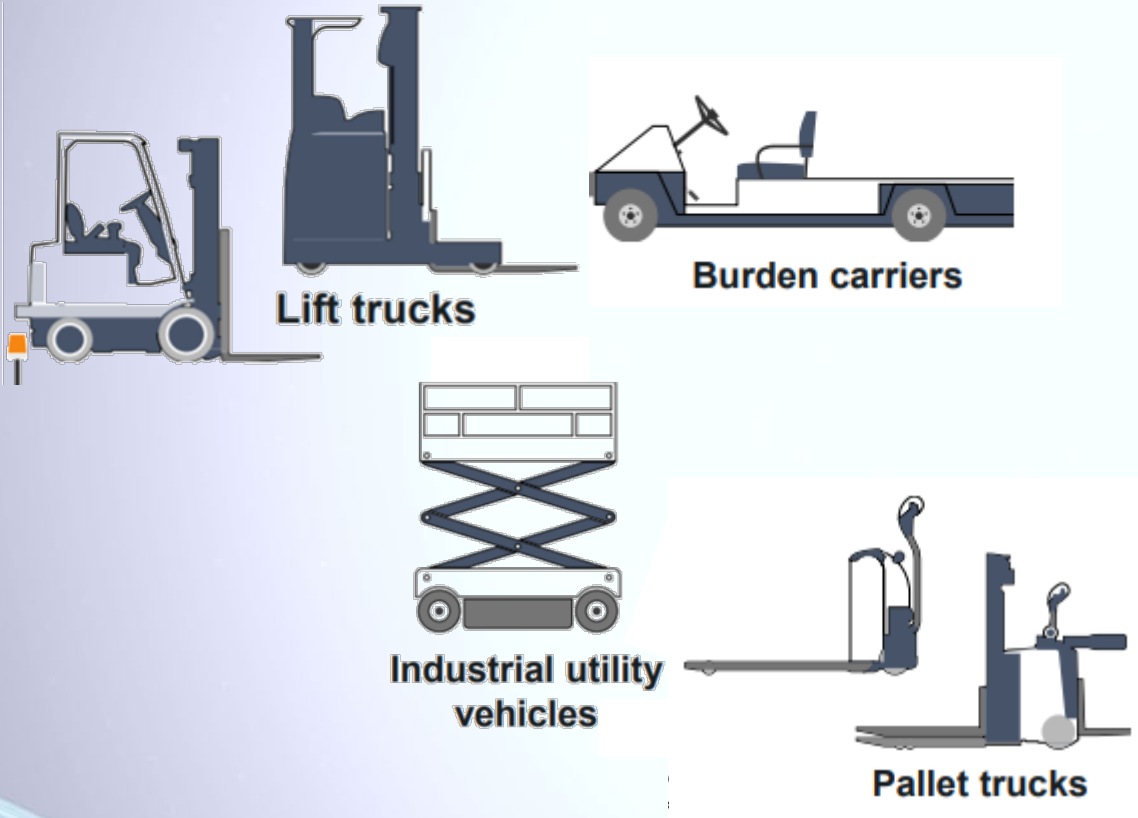 Lift trucks
Burden carriers
Industrial utility
vehicles
Pallet trucks